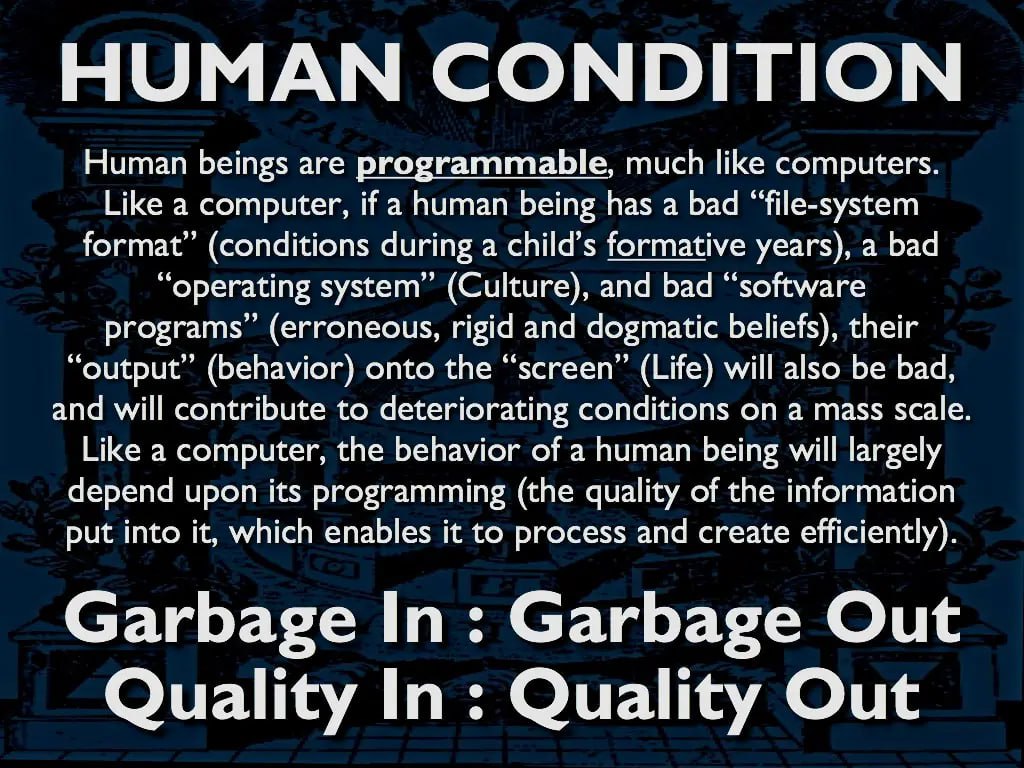 HUMAN CONDITION
Human beings are programmable, much like computers.
Like a computer, if a human being has a bad “file-system
format” (conditions during a child’s formative years), a bad
“operating system” (Culture), and bad “software
programs” (erroneous, rigid and dogmatic beliefs), their
“output” (behavior) onto the “screen” (Life) will also be bad,
and will contribute to deteriorating conditions on a mass scale.
Like a computer, the behavior of a human being will largely
depend upon its programming (the quality of the information
put into it, which enables it to process and create efficiently).
Garbage In : Garbage Out
Quality In : Quality Out